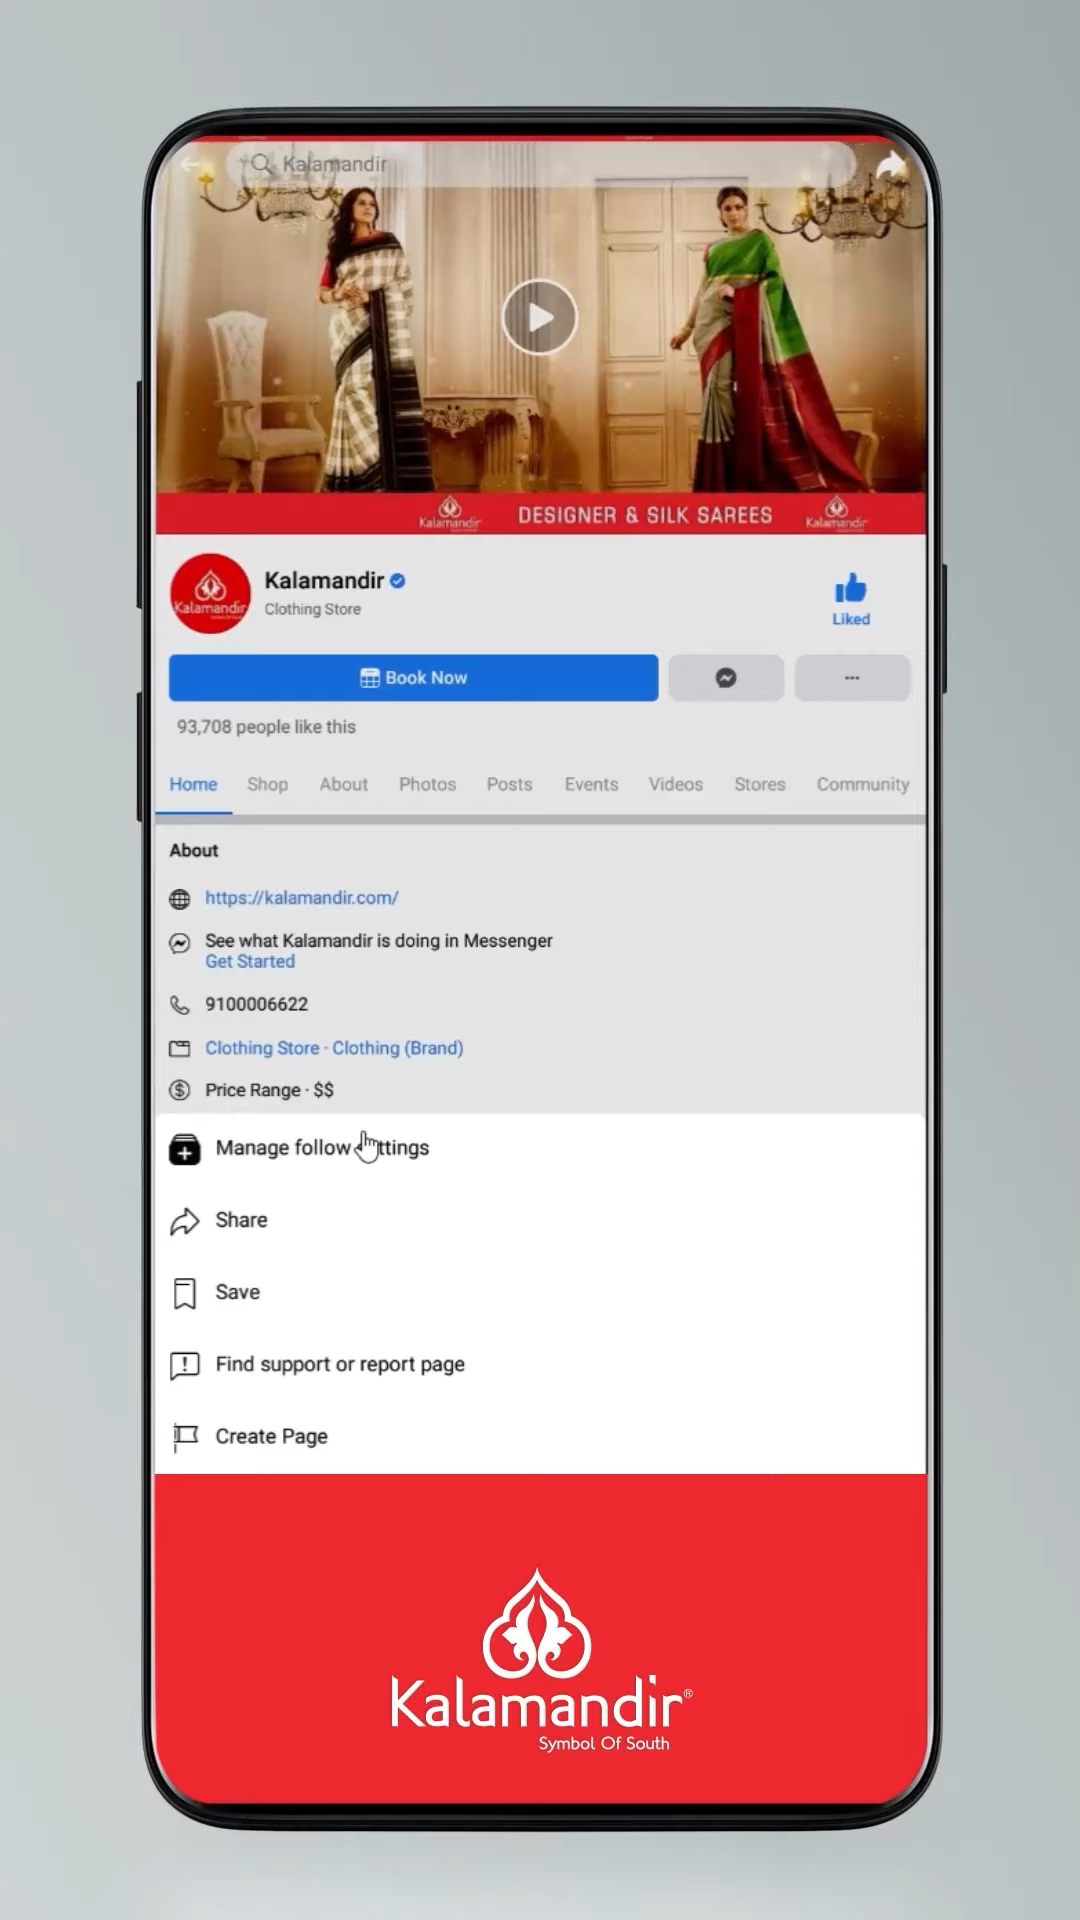 Kalamandir
Kalamandir
DESIGNER & SILK SAREES
Kalamandir
Kalamandir
Kalamandir
Clothing Store
Liked
Book Now
93,708 people like this
Home
Shop
About
Photos
Posts
Events
Videos
Stores
Community
About
https://kalamandir.com/
See what Kalamandir is doing in Messenger
Get Started
9100006622
Clothing Store · Clothing (Brand)
Price Range · $$
Manage follow ttings
Share
Save
Find support or report page
Create Page
Kalamandir®
Symbol Of South